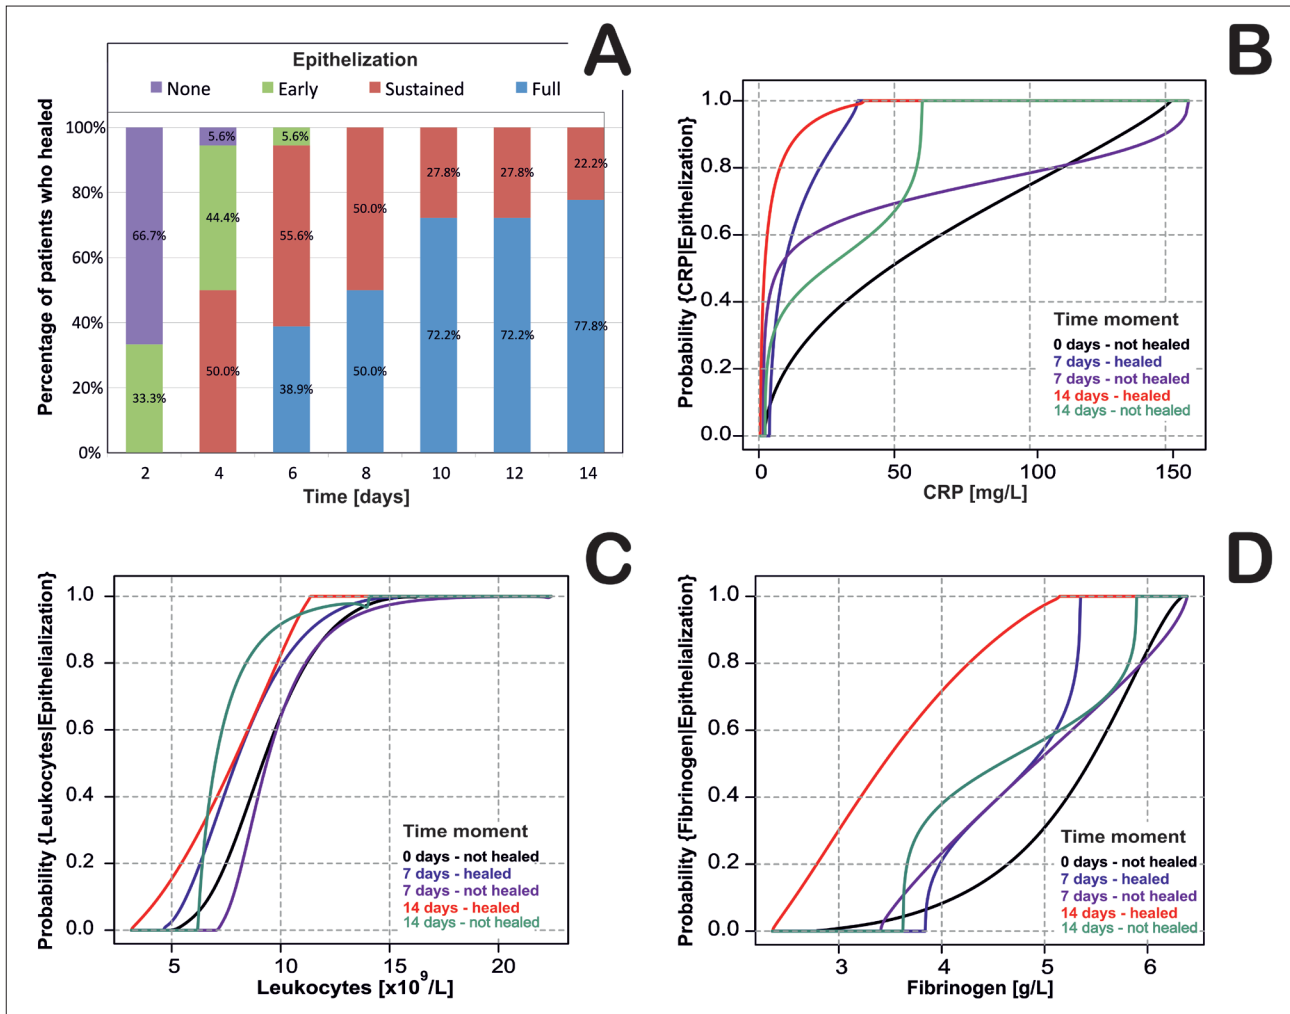 A
Epithelization
None Early Sustained Full
Percentage of patients who healed
100%
80%
60%
40%
20%
0%
66.7%
33.3%
5.6%
44.4%
50.0%
5.6%
55.6%
38.9%
50.0%
50.0%
27.8%
72.2%
27.8%
72.2%
22.2%
77.8%
2 4 6 8 10 12 14
Time [days]
B
Probability {CRP|Epithelization}
1.0
0.8
0.6
0.4
0.2
0.0
Time moment
0 days - not healed
7 days - healed
7 days - not healed
14 days - healed
14 days - not healed
0 50 100 150
CRP [mg/L]
C
Probability {Leukocytes|Epithelialization}
1.0
0.8
0.6
0.4
0.2
0.0
Time moment
0 days - not healed
7 days - healed
7 days - not healed
14 days - healed
14 days - not healed
5 10 15 20
Leukocytes [x10⁹/L]
D
Probability {Fibrinogen|Epithelialization}
1.0
0.8
0.6
0.4
0.2
0.0
Time moment
0 days - not healed
7 days - healed
7 days - not healed
14 days - healed
14 days - not healed
3 4 5 6
Fibrinogen [g/L]